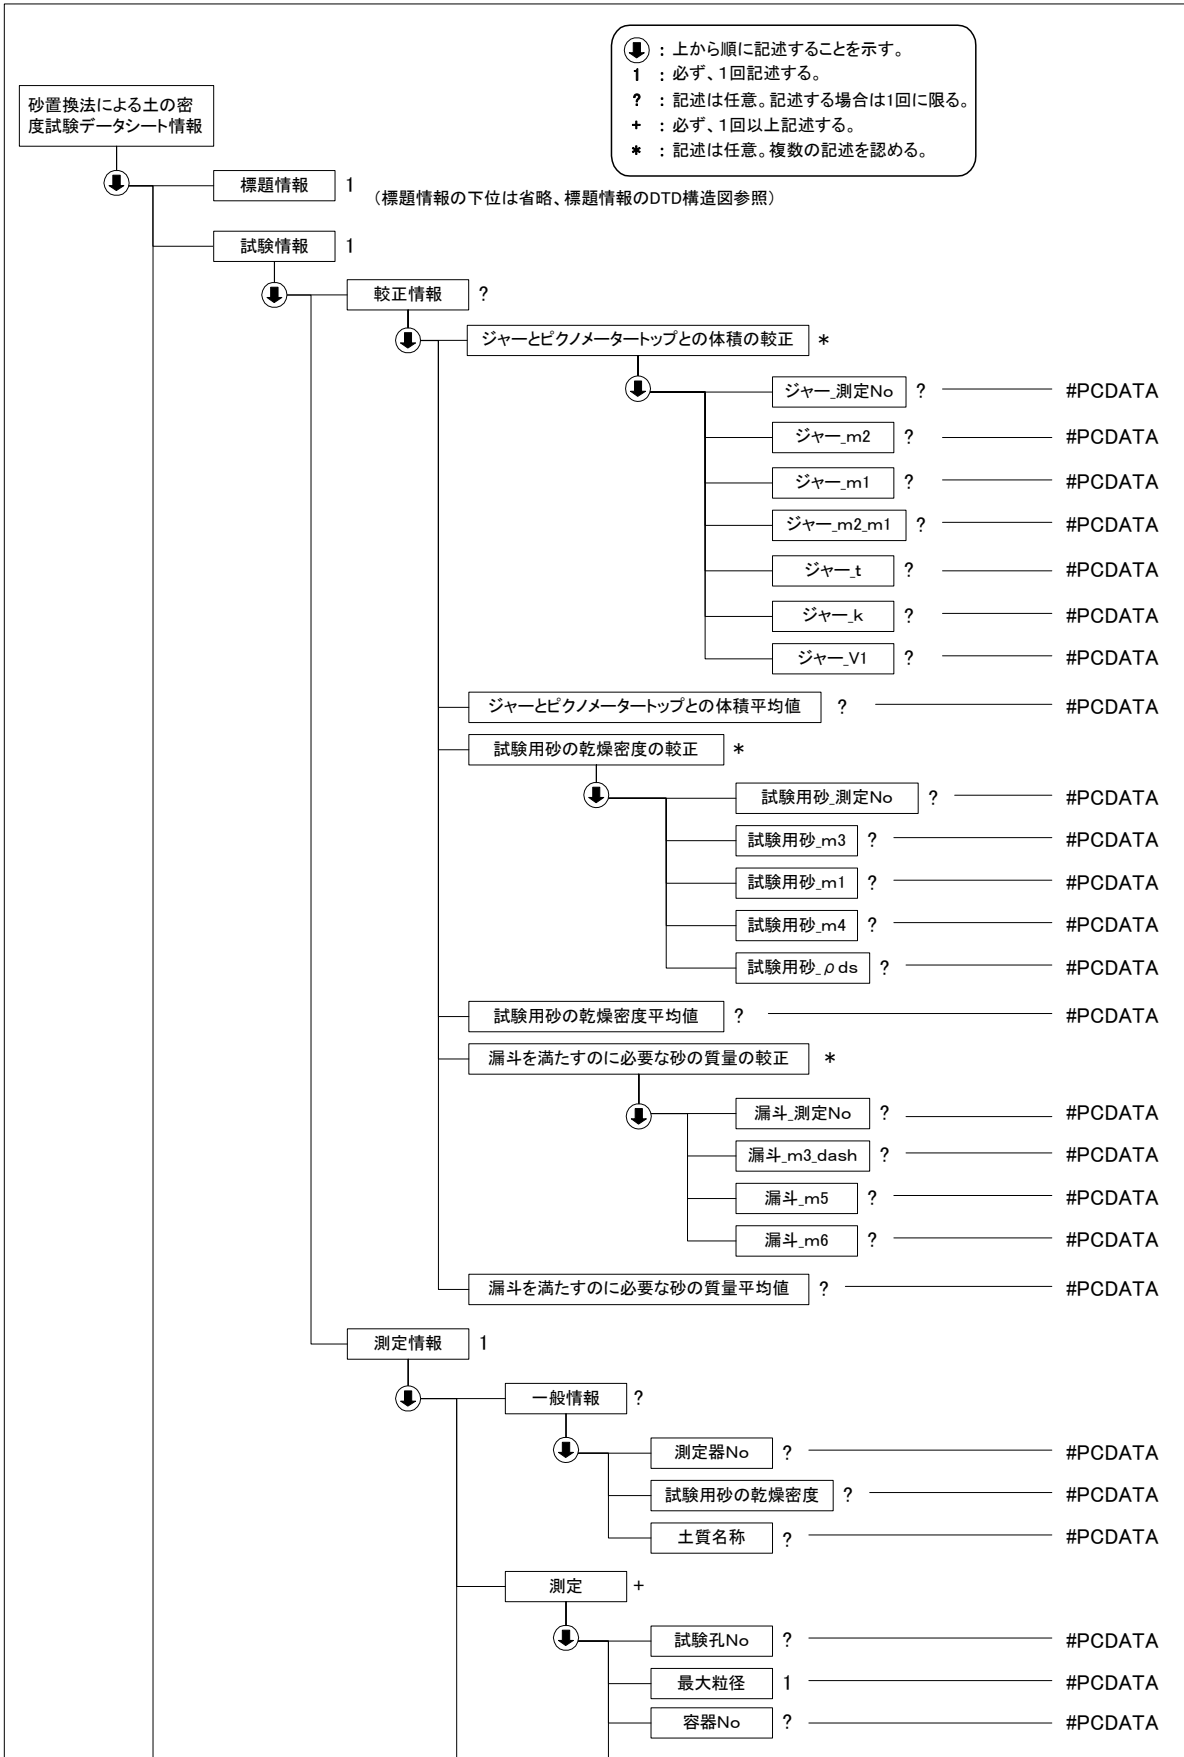 ： 上から順に記述することを示す。
1 ： 必ず、1回記述する。
? ： 記述は任意。記述する場合は1回に限る。
+ ： 必ず、1回以上記述する。
* ： 記述は任意。複数の記述を認める。
砂置換法による土の密
度試験データシート情報
標題情報 1
（標題情報の下位は省略、標題情報のDTD構造図参照）
試験情報 1
較正情報 ?
ジャーとピクノメータートップとの体積の較正 *
ジャー_測定No ? #PCDATA
ジャー_m2 ? #PCDATA
ジャー_m1 ? #PCDATA
ジャー_m2_m1 ? #PCDATA
ジャー_t ? #PCDATA
ジャー_k ? #PCDATA
ジャー_V1 ? #PCDATA
ジャーとピクノメータートップとの体積平均値 ? #PCDATA
試験用砂の乾燥密度の較正 *
試験用砂_測定No ? #PCDATA
試験用砂_m3 ? #PCDATA
試験用砂_m1 ? #PCDATA
試験用砂_m4 ? #PCDATA
試験用砂_ρds ? #PCDATA
試験用砂の乾燥密度平均値 ? #PCDATA
漏斗を満たすのに必要な砂の質量の較正 *
漏斗_測定No ? #PCDATA
漏斗_m3_dash ? #PCDATA
漏斗_m5 ? #PCDATA
漏斗_m6 ? #PCDATA
漏斗を満たすのに必要な砂の質量平均値 ? #PCDATA
測定情報 1
一般情報 ?
測定器No ? #PCDATA
試験用砂の乾燥密度 ? #PCDATA
土質名称 ? #PCDATA
測定 +
試験孔No ? #PCDATA
最大粒径 1 #PCDATA
容器No ? #PCDATA